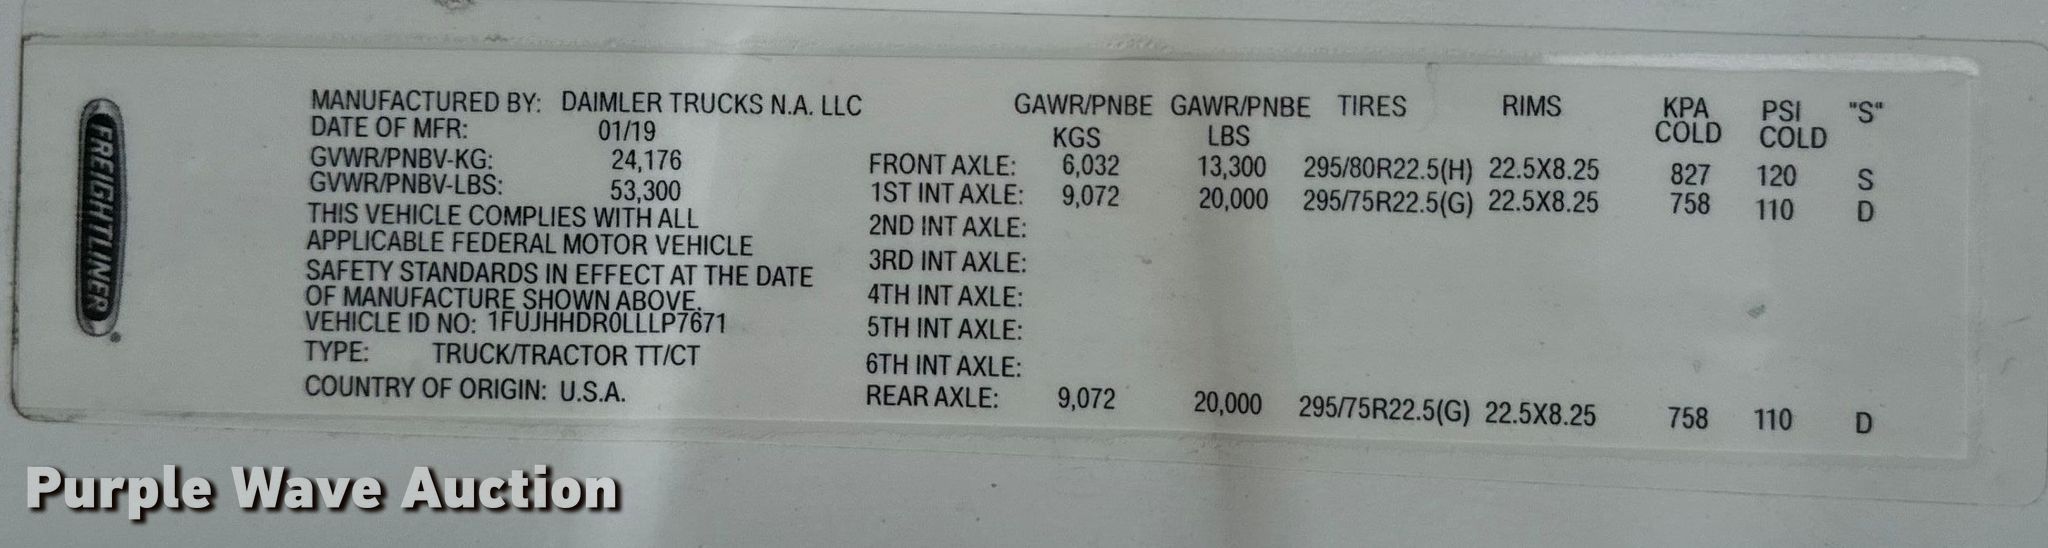 FREIGHTLINER
MANUFACTURED BY: DAIMLER TRUCKS N.A. LLC
DATE OF MFR: 01/19
GVWR/PNBV-KG: 24,176
GVWR/PNBV-LBS: 53,300
THIS VEHICLE COMPLIES WITH ALL
APPLICABLE FEDERAL MOTOR VEHICLE
SAFETY STANDARDS IN EFFECT AT THE DATE
OF MANUFACTURE SHOWN ABOVE.
VEHICLE ID NO: 1FUJHHDR0LLLP7671
TYPE: TRUCK/TRACTOR TT/CT
COUNTRY OF ORIGIN: U.S.A.
GAWR/PNBE GAWR/PNBE TIRES RIMS KPA PSI "S"
KGS LBS COLD COLD
FRONT AXLE: 6,032 13,300 295/80R22.5(H) 22.5X8.25 827 120 S
1ST INT AXLE: 9,072 20,000 295/75R22.5(G) 22.5X8.25 758 110 D
2ND INT AXLE:
3RD INT AXLE:
4TH INT AXLE:
5TH INT AXLE:
6TH INT AXLE:
REAR AXLE: 9,072 20,000 295/75R22.5(G) 22.5X8.25 758 110 D
Purple Wave Auction